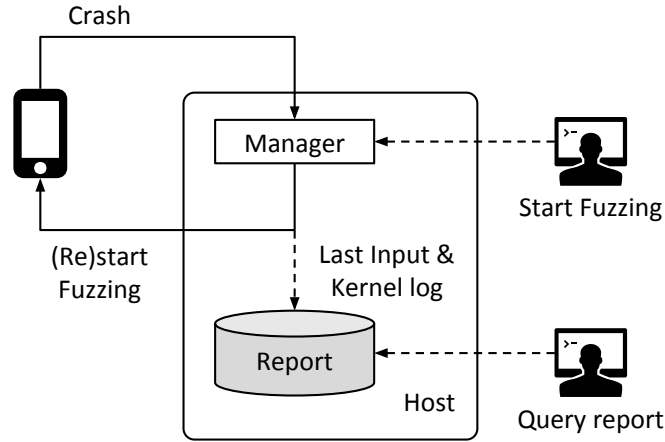 Crash
Manager
Start Fuzzing
(Re)start
Fuzzing
Last Input &
Kernel log
Report
Host
Query report
>-
>-